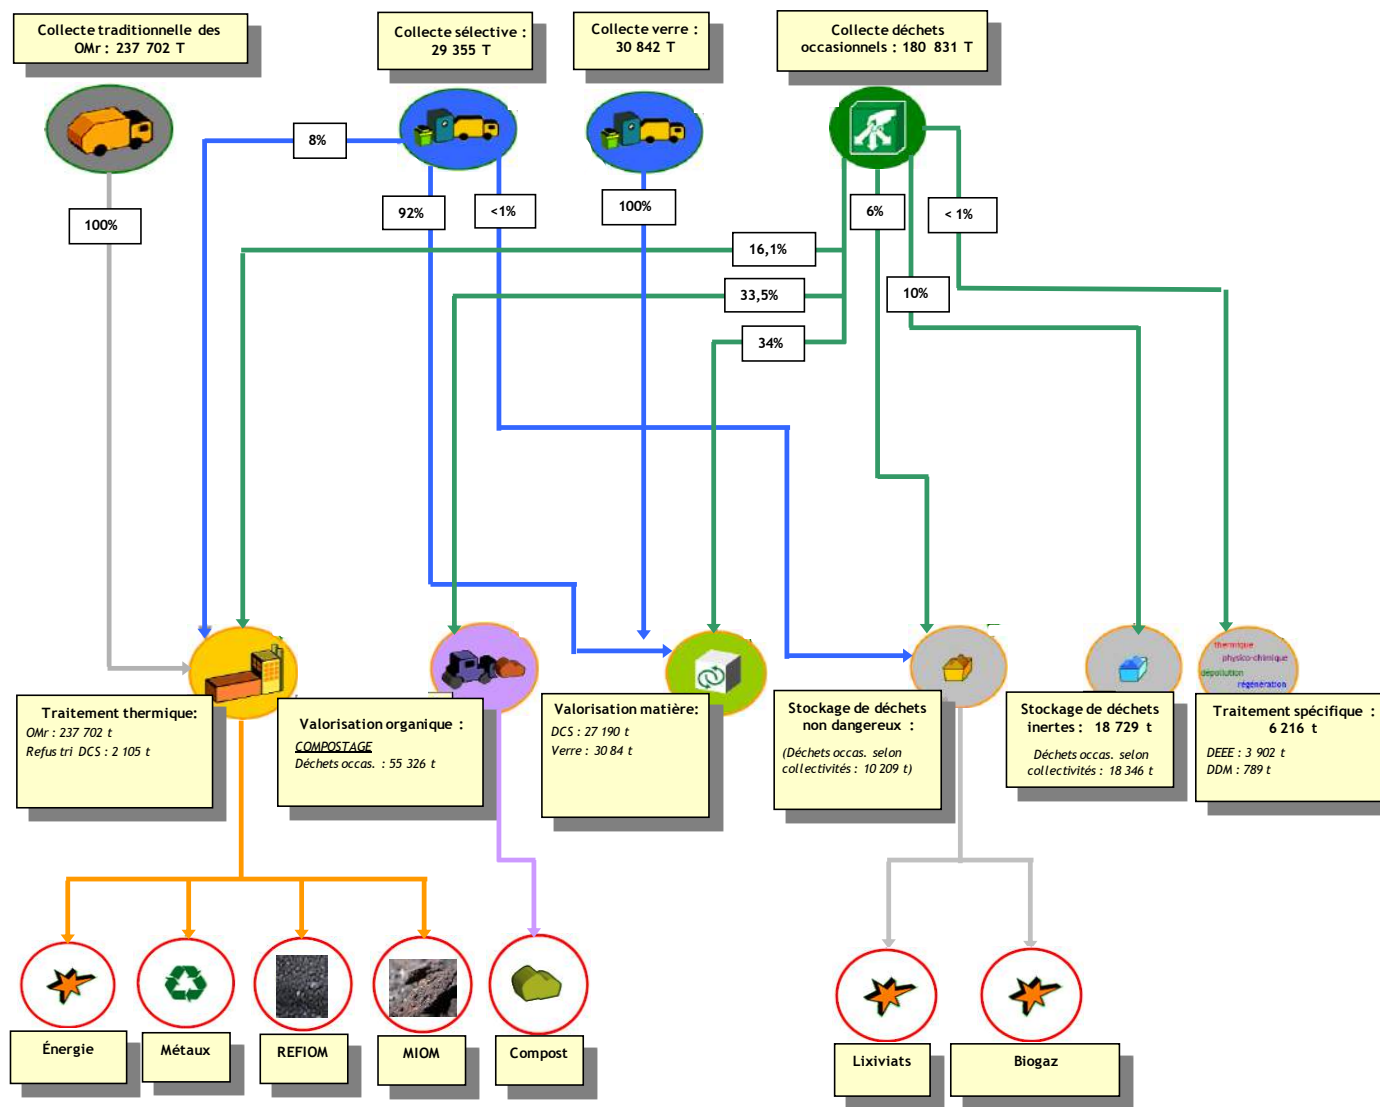 Collecte traditionnelle des
OMr : 237 702 T
Collecte sélective :
29 355 T
Collecte verre :
30 842 T
Collecte déchets
occasionnels : 180 831 T
8%
100%
92%
<1%
100%
6%
< 1%
16,1%
33,5%
34%
10%
thermique
physico-chimique
dépollution
régénération
Traitement thermique:
OMr : 237 702 t
Refus tri DCS : 2 105 t
Valorisation organique :
COMPOSTAGE
Déchets occas. : 55 326 t
Valorisation matière:
DCS : 27 190 t
Verre : 30 84 t
Stockage de déchets
non dangereux :
(Déchets occas. selon
collectivités : 10 209 t)
Stockage de déchets
inertes : 18 729 t
Déchets occas. selon
collectivités : 18 346 t
Traitement spécifique :
6 216 t
DEEE : 3 902 t
DDM : 789 t
Énergie
Métaux
REFIOM
MIOM
Compost
Lixiviats
Biogaz